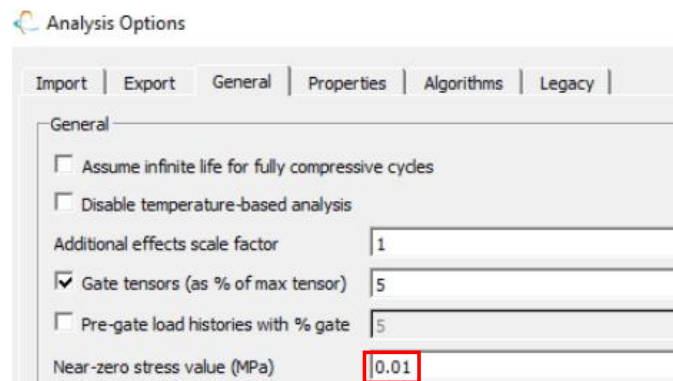 Analysis Options
Import Export General Properties Algorithms Legacy
General
Assume infinite life for fully compressive cycles
Disable temperature-based analysis
Additional effects scale factor 1
Gate tensors (as % of max tensor) 5
Pre-gate load histories with % gate 5
Near-zero stress value (MPa) 0.01